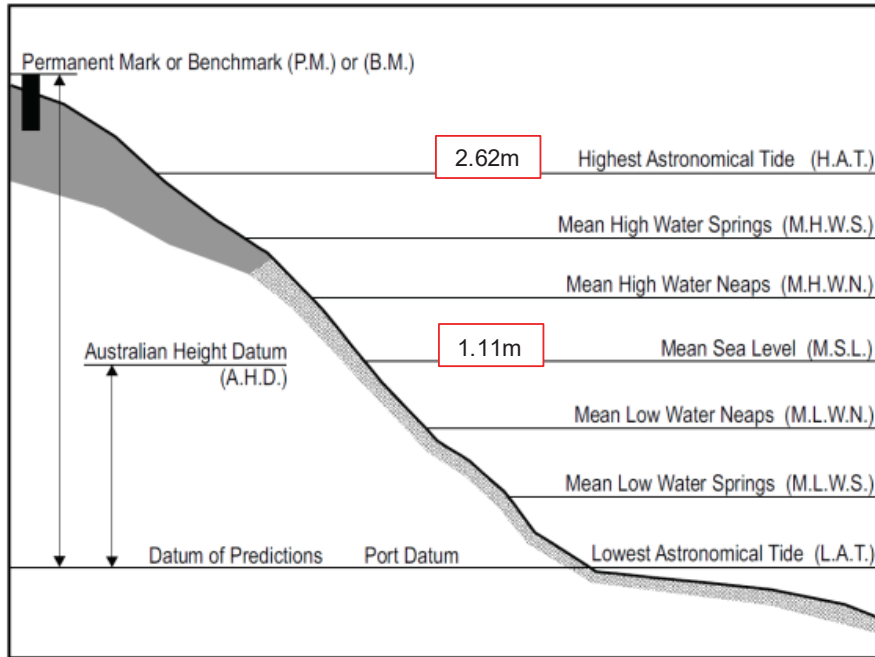 Permanent Mark or Benchmark (P.M.) or (B.M.)
2.62m
Highest Astronomical Tide (H.A.T.)
Mean High Water Springs (M.H.W.S.)
Mean High Water Neaps (M.H.W.N.)
1.11m
Mean Sea Level (M.S.L.)
Australian Height Datum
(A.H.D.)
Mean Low Water Neaps (M.L.W.N.)
Mean Low Water Springs (M.L.W.S.)
Datum of Predictions
Port Datum
Lowest Astronomical Tide (L.A.T.)